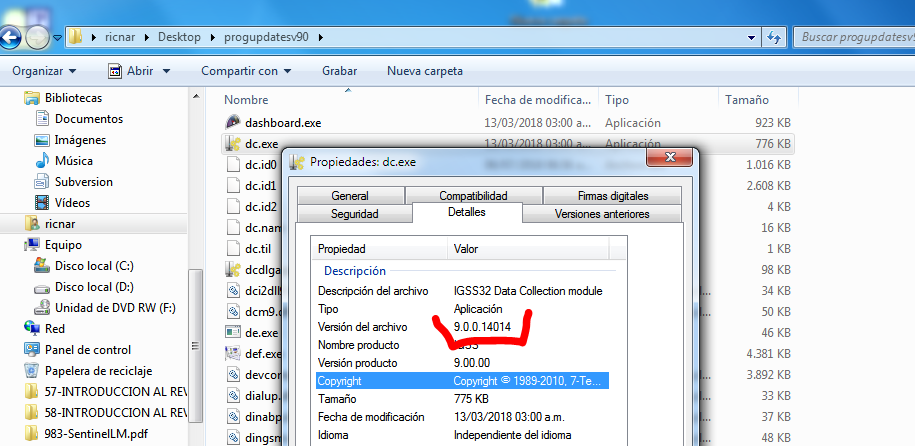 ricnar Desktop progupdatesv90
Buscar progupdatesv9
Organizar Abrir Compartir con Grabar Nueva carpeta
Bibliotecas
Documentos
Imágenes
Música
Subversion
Vídeos
ricnar
Equipo
Disco local (C:)
Disco local (D:)
Unidad de DVD RW (F:)
Red
Panel de control
Papelera de reciclaje
57-INTRODUCCION AL REV
58-INTRODUCCION AL REV
983-SentinelLM.pdf
Nombre Fecha de modifica... Tipo Tamaño
dashboard.exe 13/03/2018 03:00 a... Aplicación 923 KB
dc.exe 13/03/2018 03:00 a... Aplicación 776 KB
dc.id0 1.016 KB
dc.id1 2.608 KB
dc.id2 4 KB
dc.nam 16 KB
dc.til 1 KB
dcdlga 98 KB
dci2dll9 37 KB
dcm9.d 37 KB
de.exe 106 KB
def.exe 4.381 KB
devcon 3.892 KB
dialup. 32 KB
dinabp 37 KB
dingsm 37 KB
Propiedades: dc.exe
General Compatibilidad Firmas digitales
Seguridad Detalles Versiones anteriores
Propiedad Valor
Descripción
Descripción del archivo IGSS32 Data Collection module
Tipo Aplicación
Versión del archivo 9.0.0.14014
Nombre producto IGSS
Versión producto 9.00.00
Copyright Copyright © 1989-2010, 7-Te...
Tamaño 775 KB
Fecha de modificación 13/03/2018 03:00 a.m.
Idioma Independiente del idioma